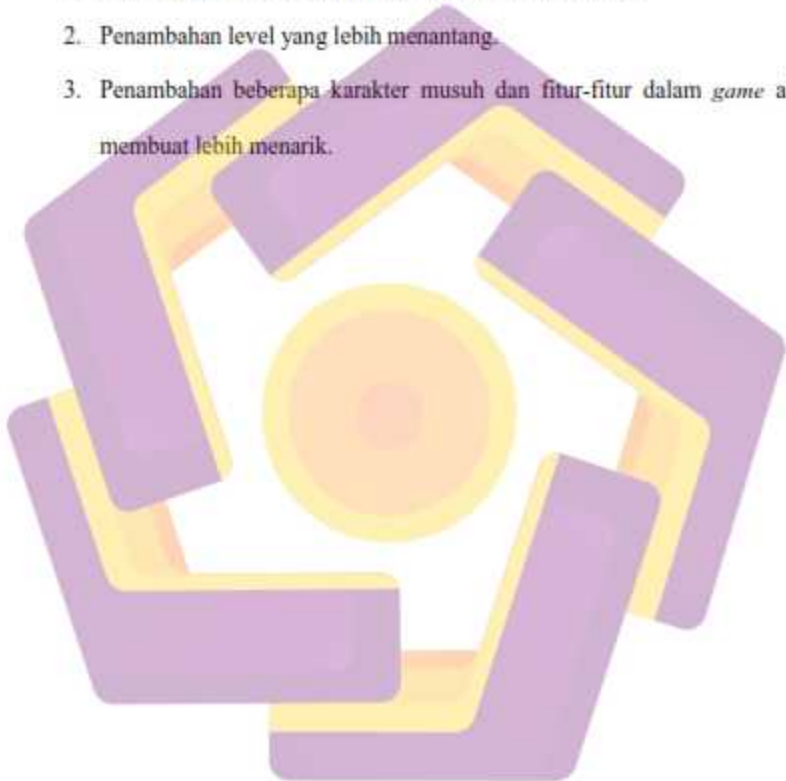 2. Penambahan level yang lebih menantang.
3. Penambahan beberapa karakter musuh dan fitur-fitur dalam game a
membuat lebih menarik.